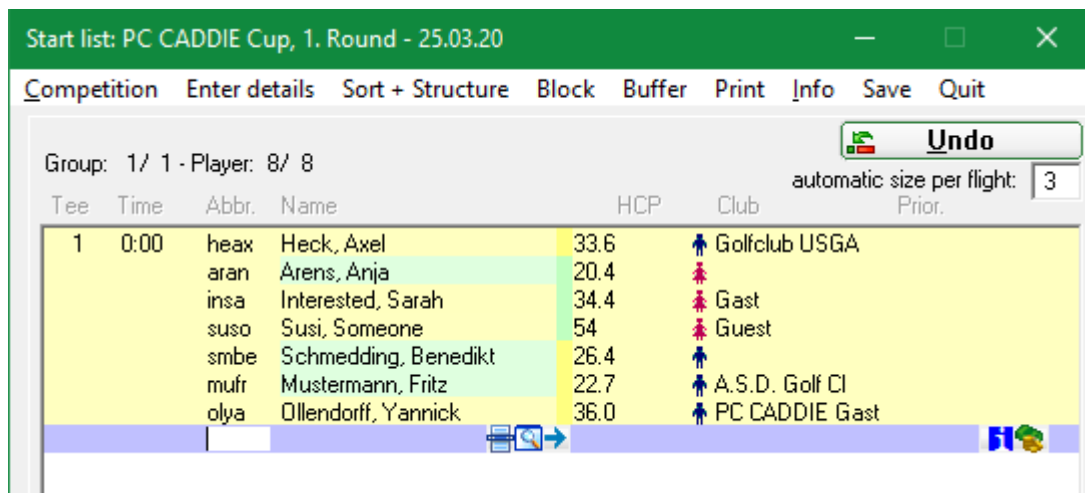 Start list: PC CADDIE Cup, 1. Round - 25.03.20
Competition Enter details Sort + Structure Block Buffer Print Info Save Quit
Undo
Group: 1/ 1 - Player: 8/ 8
automatic size per flight: 3
Tee Time Abbr. Name HCP Club Prior.
1 0:00 heax Heck, Axel 33.6 Golfclub USGA
aran Arens, Anja 20.4
insa Interested, Sarah 34.4 Gast
suso Susi, Someone 54 Guest
smbe Schmedding, Benedikt 26.4
mufr Mustermann, Fritz 22.7 A.S.D. Golf Cl
olya Ollendorff, Yannick 36.0 PC CADDIE Gast